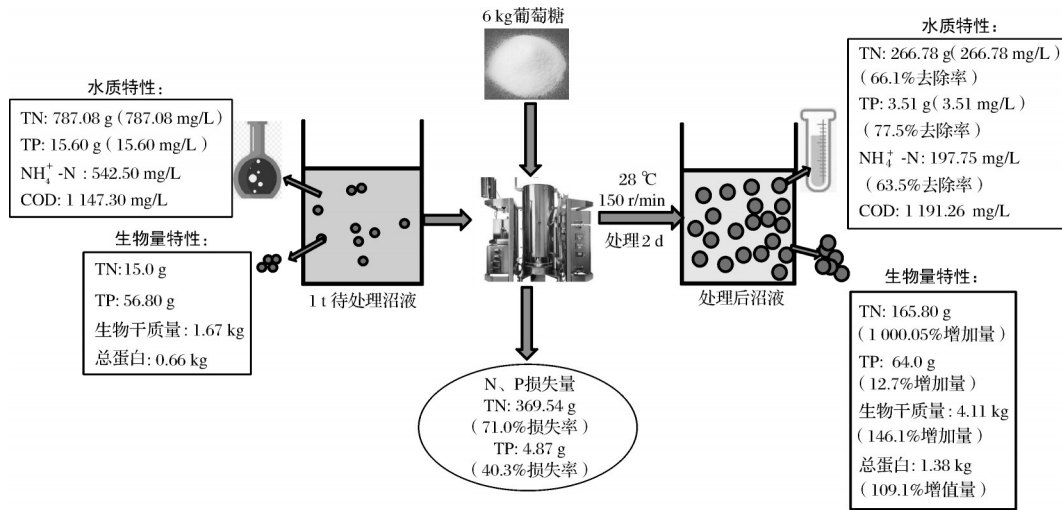 6 kg葡萄糖
水质特性:
TN: 787.08 g (787.08 mg/L)
TP: 15.60 g (15.60 mg/L)
NH₄⁺-N : 542.50 mg/L
COD: 1 147.30 mg/L
生物量特性:
TN:15.0 g
TP: 56.80 g
生物干质量: 1.67 kg
总蛋白: 0.66 kg
1 t 待处理沼液
28 ℃
150 r/min
处理2 d
N、P损失量
TN: 369.54 g
(71.0%损失率)
TP: 4.87 g
(40.3%损失率)
处理后沼液
水质特性:
TN: 266.78 g( 266.78 mg/L)
(66.1%去除率)
TP: 3.51 g(3.51 mg/L)
(77.5%去除率)
NH₄⁺-N: 197.75 mg/L
(63.5%去除率)
COD: 1 191.26 mg/L
生物量特性:
TN: 165.80 g
(1 000.05%增加量)
TP: 64.0 g
(12.7%增加量)
生物干质量: 4.11 kg
(146.1%增加量)
总蛋白: 1.38 kg
(109.1%增值量)